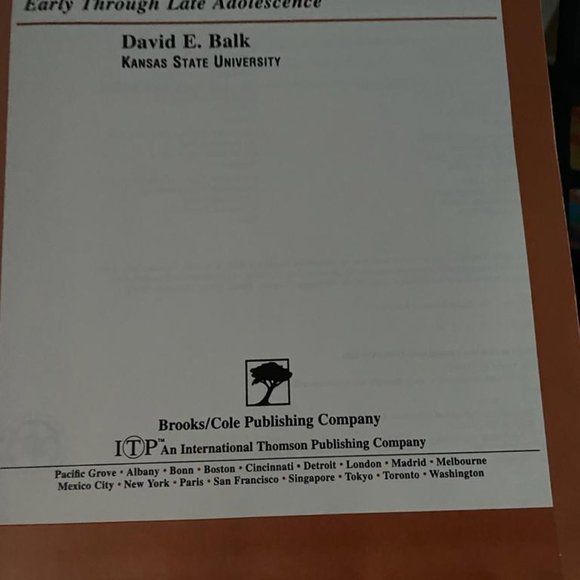 Early Through Late Adolescence
David E. Balk
KANSAS STATE UNIVERSITY
Brooks/Cole Publishing Company
ITP™ An International Thomson Publishing Company
Pacific Grove • Albany • Bonn • Boston • Cincinnati • Detroit • London • Madrid • Melbourne
Mexico City • New York • Paris • San Francisco • Singapore • Tokyo • Toronto • Washington